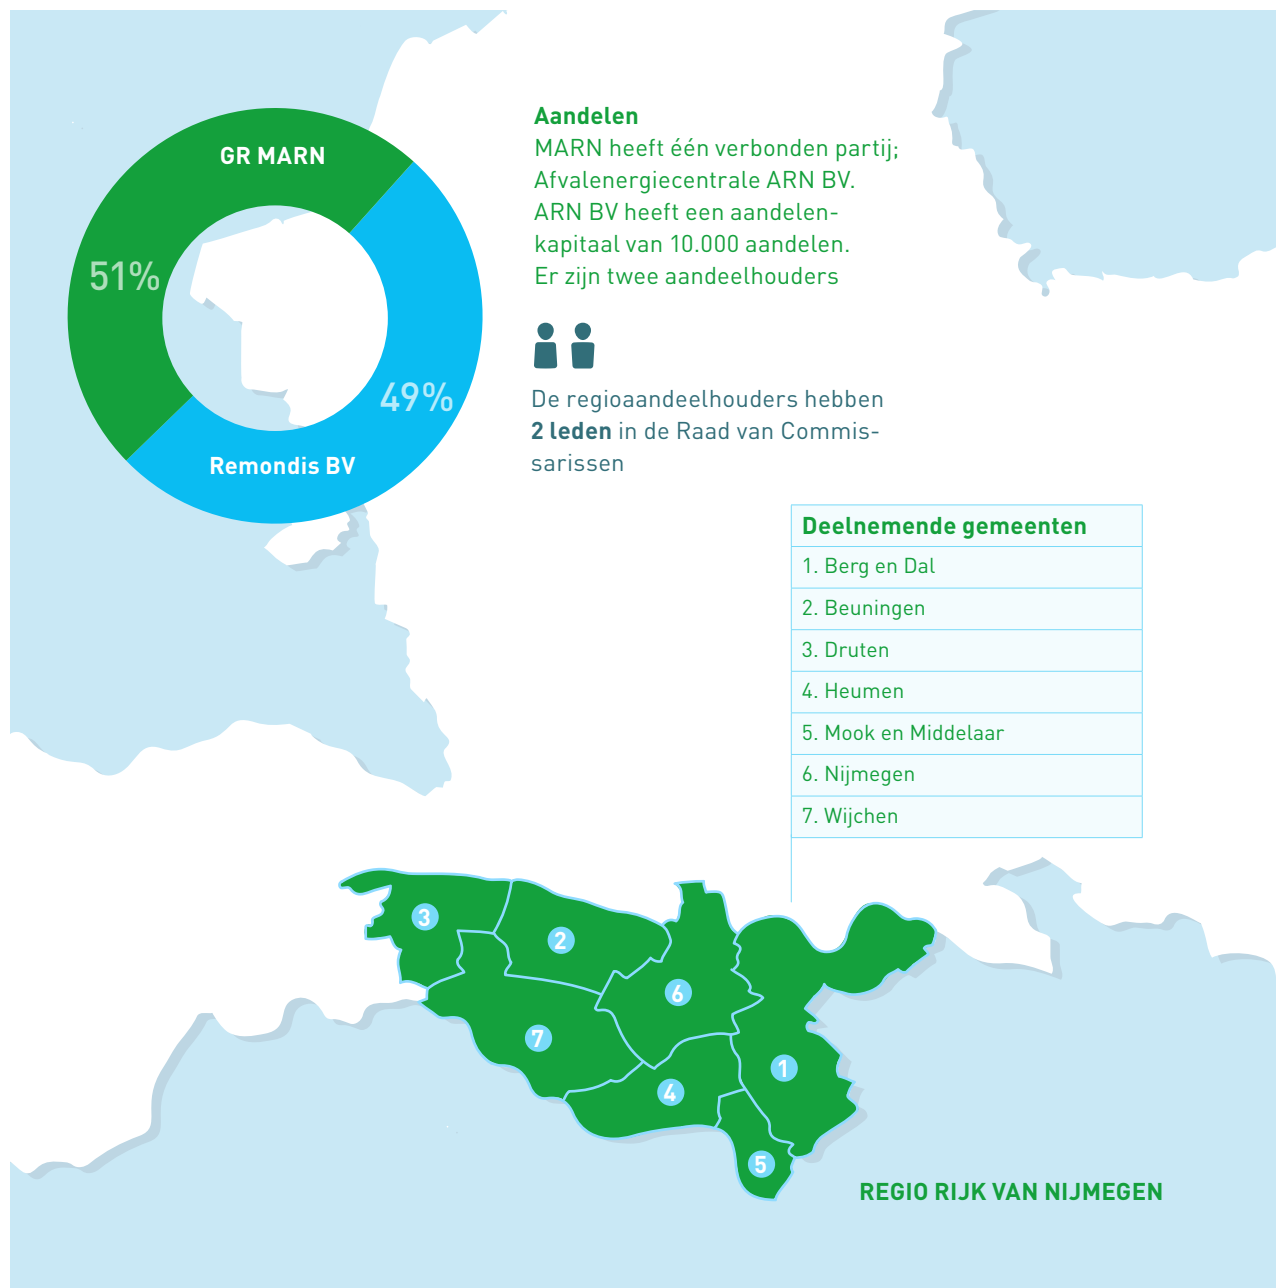 GR MARN
51%
49%
Remondis BV
Aandelen
MARN heeft één verbonden partij;
Afvalenergiecentrale ARN BV.
ARN BV heeft een aandelen-
kapitaal van 10.000 aandelen.
Er zijn twee aandeelhouders
De regioaandeelhouders hebben
2 leden in de Raad van Commis-
sarissen
Deelnemende gemeenten
1. Berg en Dal
2. Beuningen
3. Druten
4. Heumen
5. Mook en Middelaar
6. Nijmegen
7. Wijchen
3
2
6
7
1
4
5
REGIO RIJK VAN NIJMEGEN